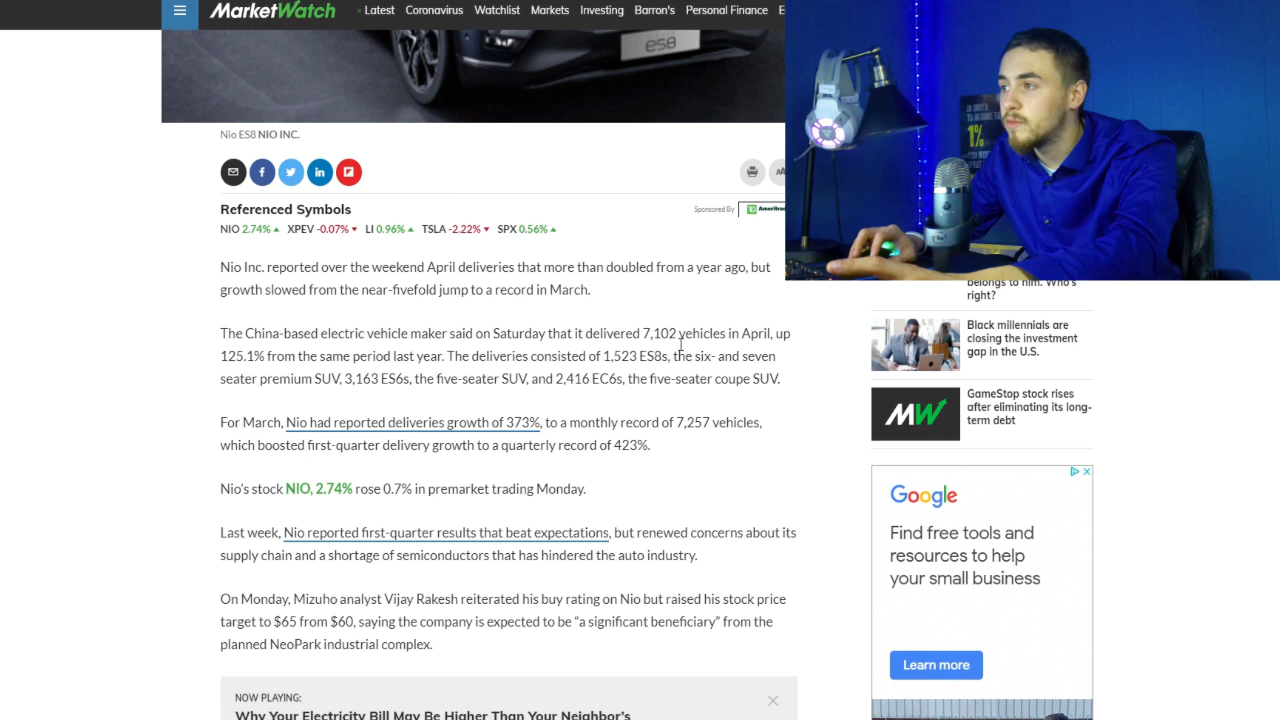 MarketWatch
Latest Coronavirus Watchlist Markets Investing Barron's Personal Finance E
es8
IN ORDER
TO BECOME THE
1%
Nio ES8 NIO INC.
Referenced Symbols
Sponsored By
TD Ameritrade
NIO 2.74% XPEV -0.07% LI 0.96% TSLA -2.22% SPX 0.56%
Nio Inc. reported over the weekend April deliveries that more than doubled from a year ago, but
growth slowed from the near-fivefold jump to a record in March.
The China-based electric vehicle maker said on Saturday that it delivered 7,102 vehicles in April, up
125.1% from the same period last year. The deliveries consisted of 1,523 ES8s, the six- and seven
seater premium SUV, 3,163 ES6s, the five-seater SUV, and 2,416 EC6s, the five-seater coupe SUV.
For March, Nio had reported deliveries growth of 373%, to a monthly record of 7,257 vehicles,
which boosted first-quarter delivery growth to a quarterly record of 423%.
Nio's stock NIO, 2.74% rose 0.7% in premarket trading Monday.
Last week, Nio reported first-quarter results that beat expectations, but renewed concerns about its
supply chain and a shortage of semiconductors that has hindered the auto industry.
On Monday, Mizuho analyst Vijay Rakesh reiterated his buy rating on Nio but raised his stock price
target to $65 from $60, saying the company is expected to be “a significant beneficiary” from the
planned NeoPark industrial complex.
NOW PLAYING:
Why Your Electricity Bill May Be Higher Than Your Neighbor's
belongs to him. Who's
right?
Black millennials are
closing the investment
gap in the U.S.
MW
GameStop stock rises
after eliminating its long-
term debt
Google
Find free tools and
resources to help
your small business
Learn more